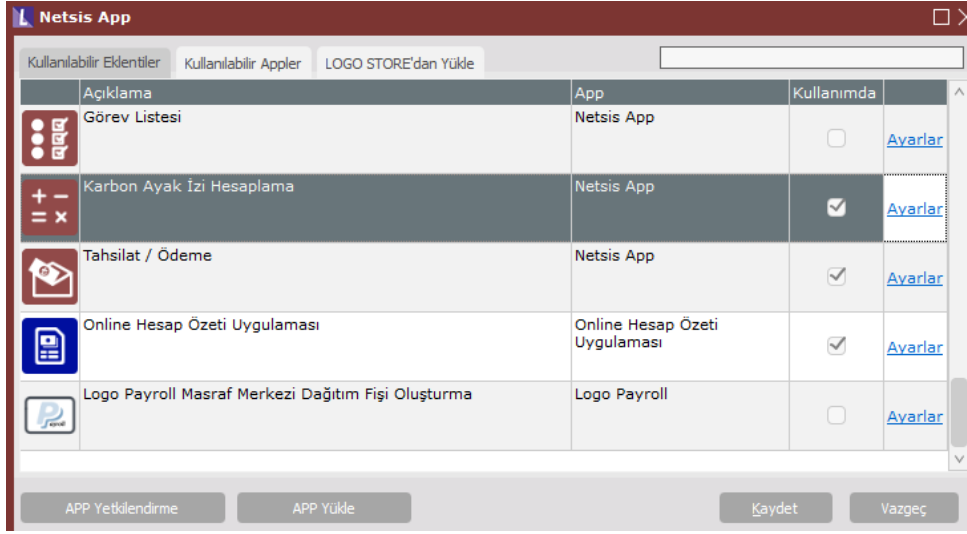 Netsis App
Kullanılabilir Eklentiler Kullanılabilir Appler LOGO STORE'dan Yükle
Açıklama App Kullanımda
Görev Listesi Netsis App Ayarlar
Karbon Ayak İzi Hesaplama Netsis App Ayarlar
Tahsilat / Ödeme Netsis App Ayarlar
Online Hesap Özeti Uygulaması Online Hesap Özeti
Uygulaması Ayarlar
Logo Payroll Masraf Merkezi Dağıtım Fişi Oluşturma Logo Payroll Ayarlar
APP Yetkilendirme APP Yükle Kaydet Vazgeç